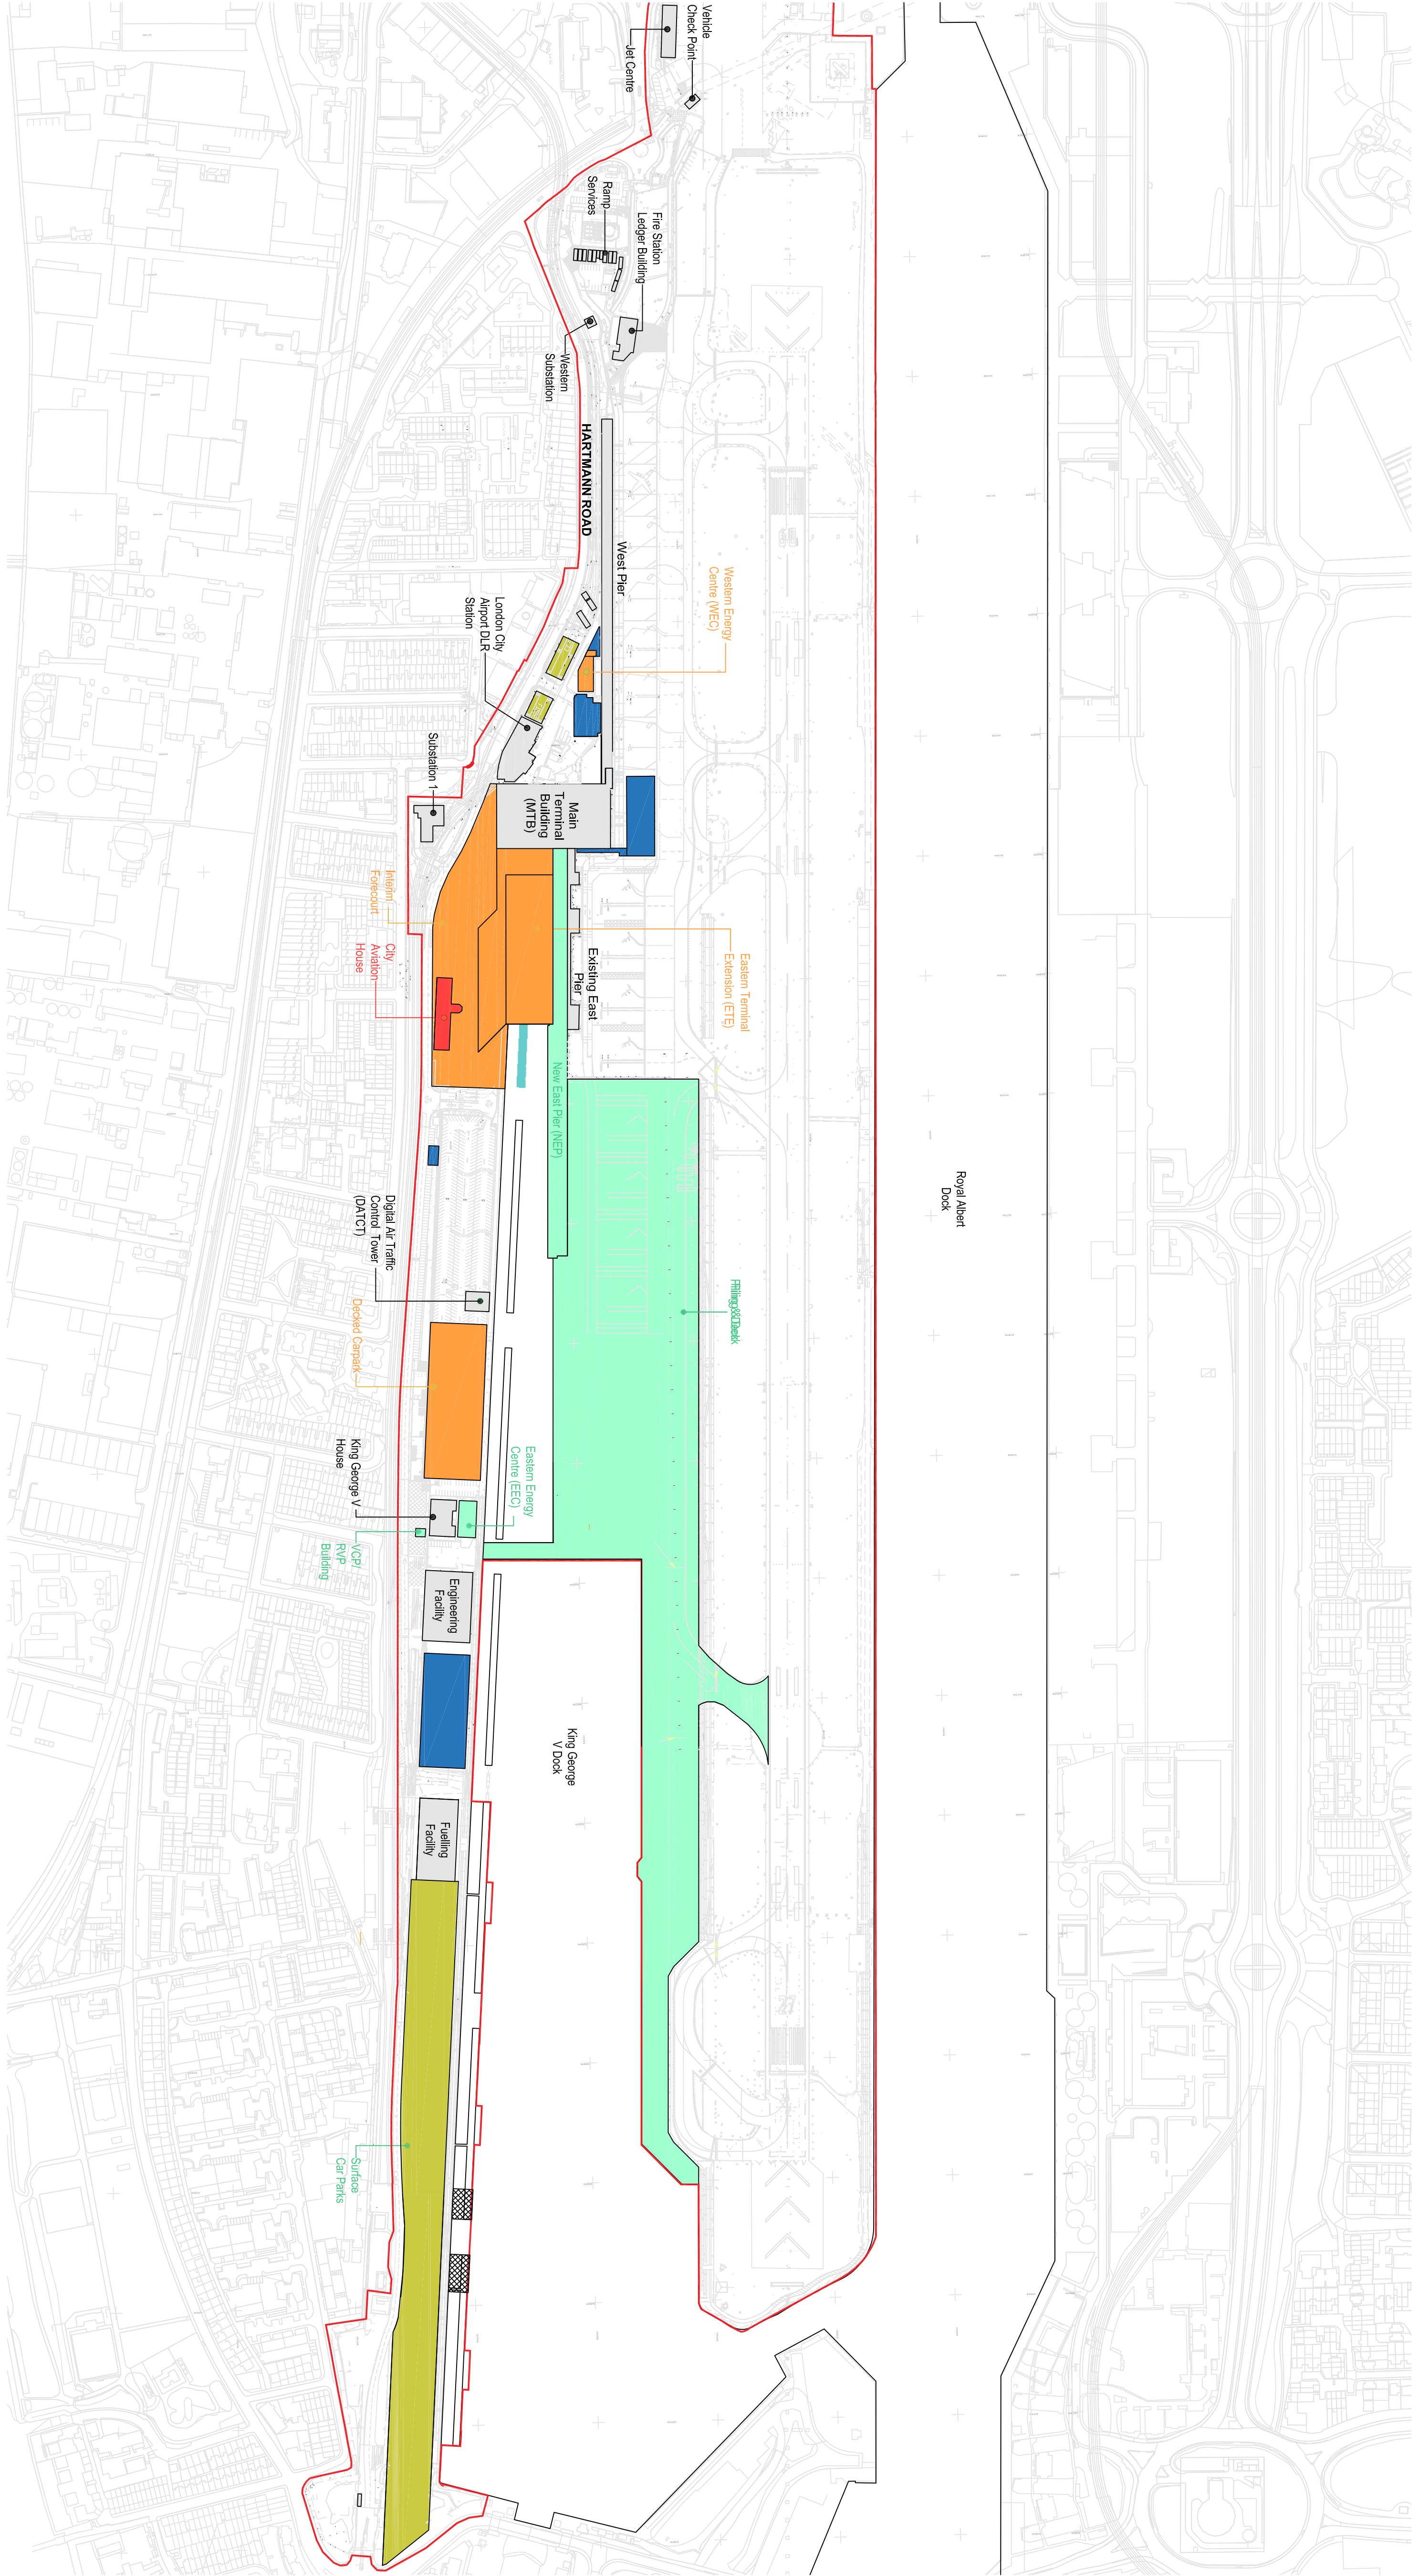 Vehicle
Check Point
Jet Centre
Ramp
Services
Fire Station
Ledger Building
Western
Substation
HARTMANN ROAD
West Pier
Western Energy
Centre (WEC)
London City
Airport DLR
Station
Substation 1
Main
Terminal
Building
(MTB)
Interim
Forecourt
City
Aviation
House
Existing East
Pier
Eastern Terminal
Extension (ETE)
New East Pier (NEP)
Royal Albert
Dock
Digital Air Traffic
Control Tower
(DATCT)
Decked Carpark
King George V
House
Eastern Energy
Centre (EEC)
VCP/
RVP
Building
Engineering
Facility
King George
V Dock
Fuelling
Facility
Surface
Car Parks
27